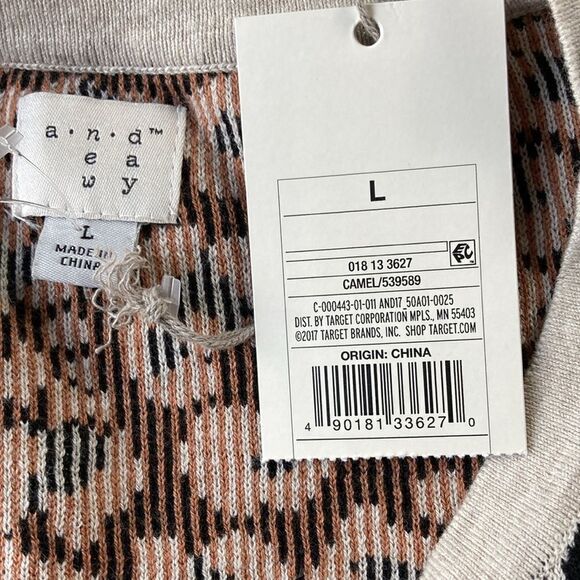 a·n·d™
e a
w y
L
MADE IN
CHINA
L
018 13 3627
CAMEL/539589
C-000443-01-011 AND17_50A01-0025
DIST. BY TARGET CORPORATION MPLS., MN 55403
©2017 TARGET BRANDS, INC. SHOP TARGET.COM
ORIGIN: CHINA
4 90181 33627 0